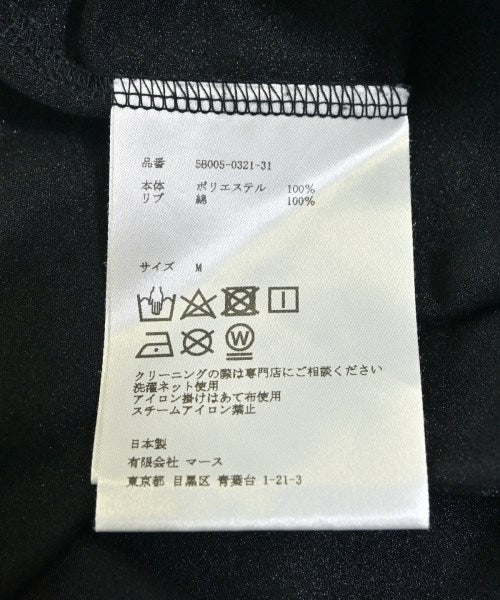 品番 5B005-0321-31
本体 ポリエステル 100%
リブ 綿 100%
サイズ M
W
クリーニングの際は専門店にご相談ください
洗濯ネット使用
アイロン掛けはあて布使用
スチームアイロン禁止
日本製
有限会社 マース
東京都 目黒区 青葉台 1-21-3